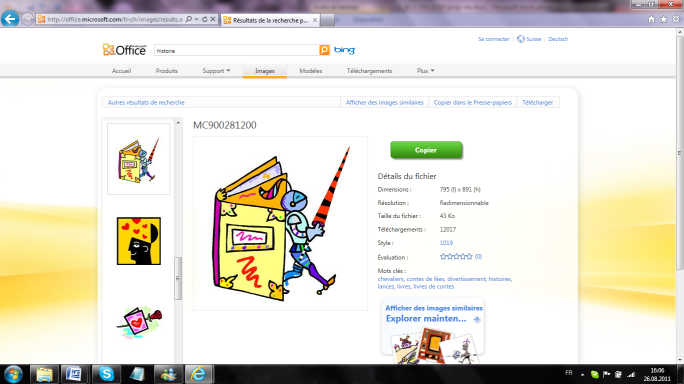 http://office.microsoft.com/fr-ch/images/results.a
Résultats de la recherche p...
Se connecter
Suisse
Deutsch
Office
histoire
bing
Accueil
Produits
Support
Images
Modèles
Téléchargements
Plus
Autres résultats de recherche
Afficher des images similaires
Copier dans le Presse-papiers
Télécharger
MC900281200
Copier
Détails du fichier
Dimensions : 795 (l) x 891 (h)
Résolution : Redimensionnable
Taille du fichier : 43 Ko
Téléchargements : 12017
Style : 1019
Évaluation : (0)
Mots clés :
chevaliers, contes de fées, divertissement, histoires,
lances, livres, livres de contes
Afficher des images similaires
Explorer mainten...
FR
16:06
26.08.2011